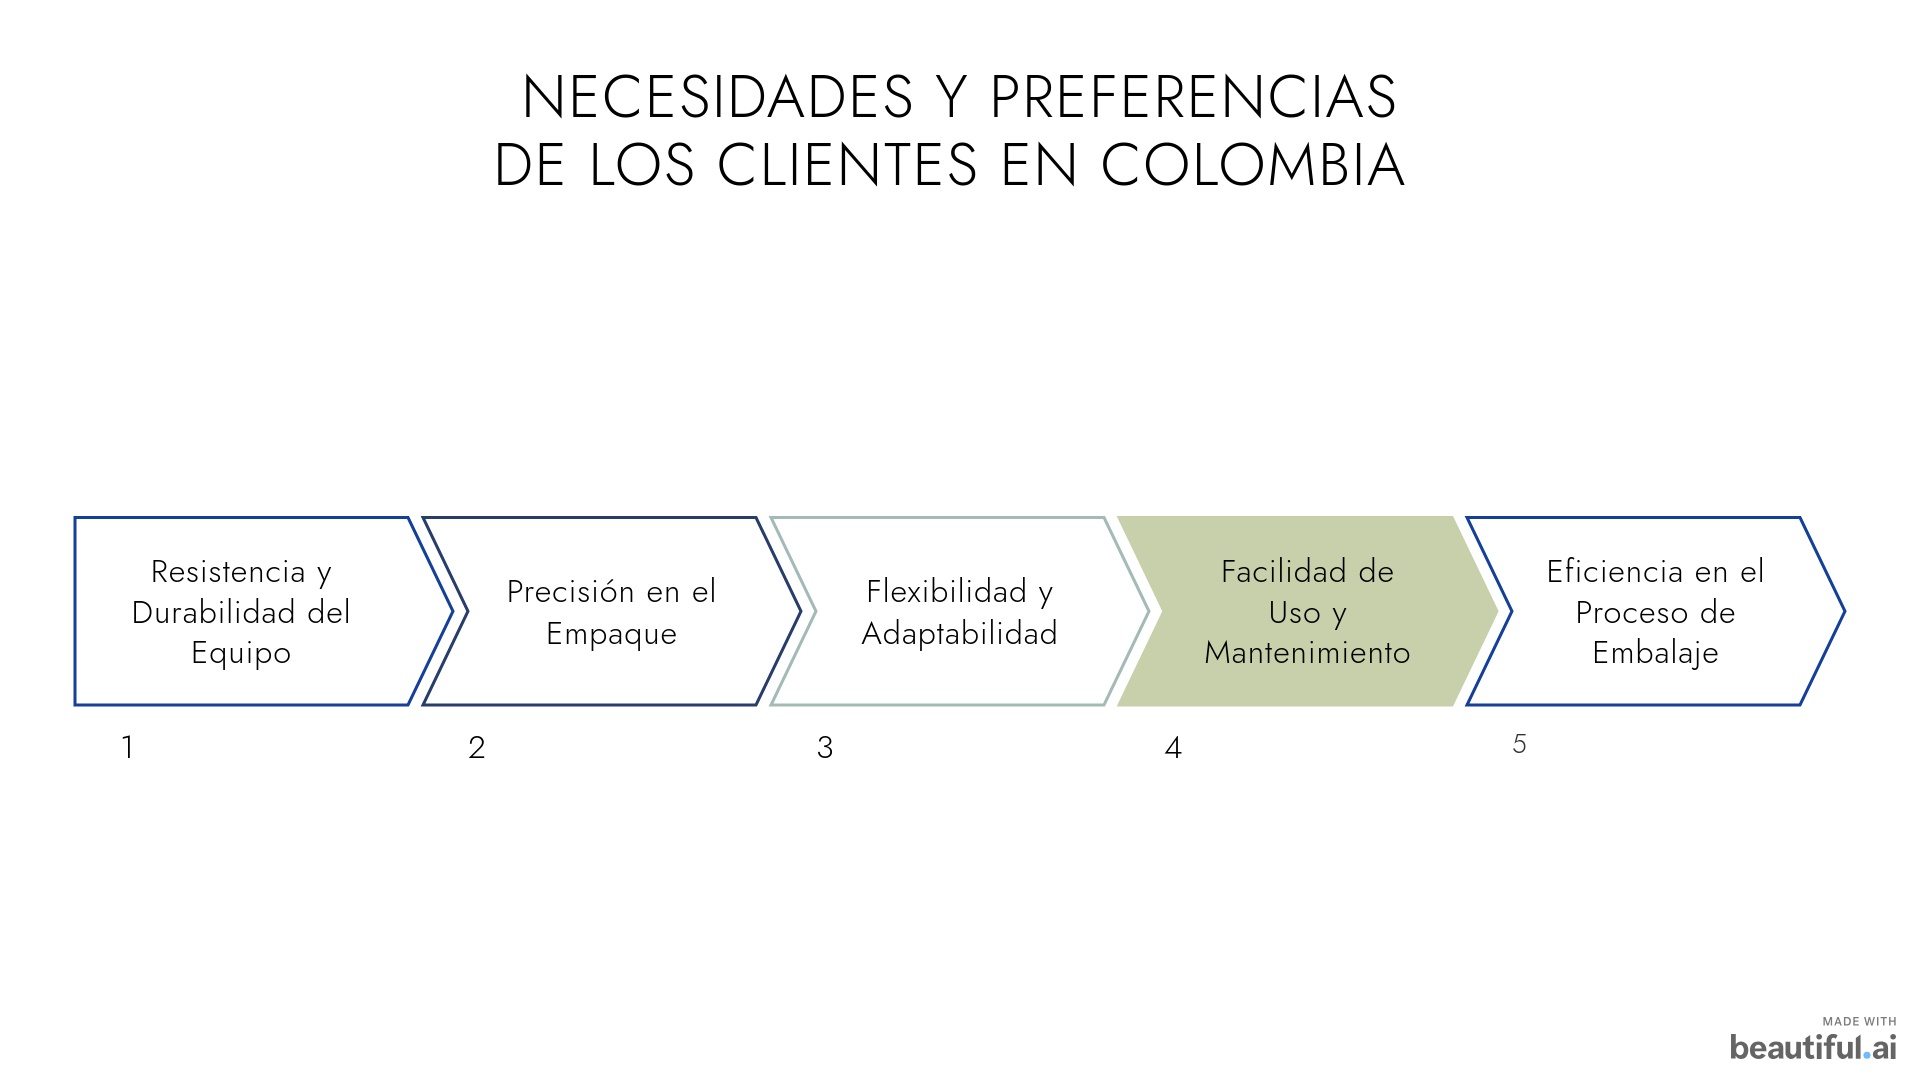 NECESIDADES Y PREFERENCIAS
DE LOS CLIENTES EN COLOMBIA
Resistencia y
Durabilidad del
Equipo
Precisión en el
Empaque
Flexibilidad y
Adaptabilidad
Facilidad de
Uso y
Mantenimiento
Eficiencia en el
Proceso de
Embalaje
1
2
3
4
5
MADE WITH
beautiful.ai